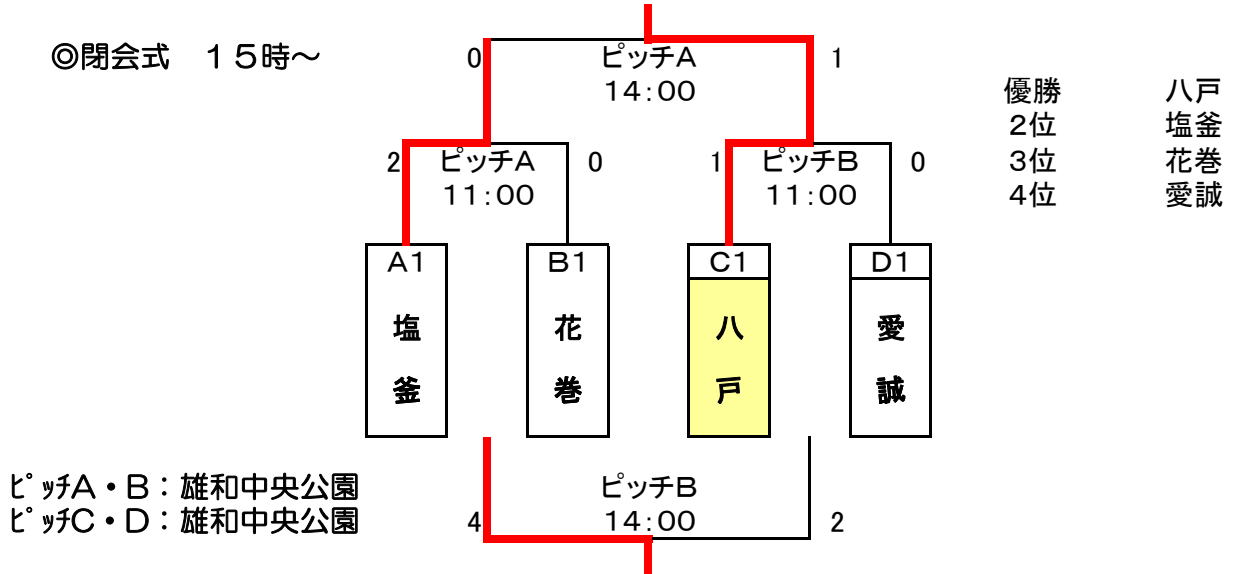 ◎閉会式　１５時～
0 ピッチA 1
14:00
優勝 八戸
2位 塩釜
3位 花巻
4位 愛誠
2 ピッチA 0 1 ピッチB 0
11:00 11:00
A1 B1 C1 D1
塩釜 花巻 八戸 愛誠
ﾋﾟｯﾁA・B：雄和中央公園
ﾋﾟｯﾁC・D：雄和中央公園
ピッチB
4 14:00 2